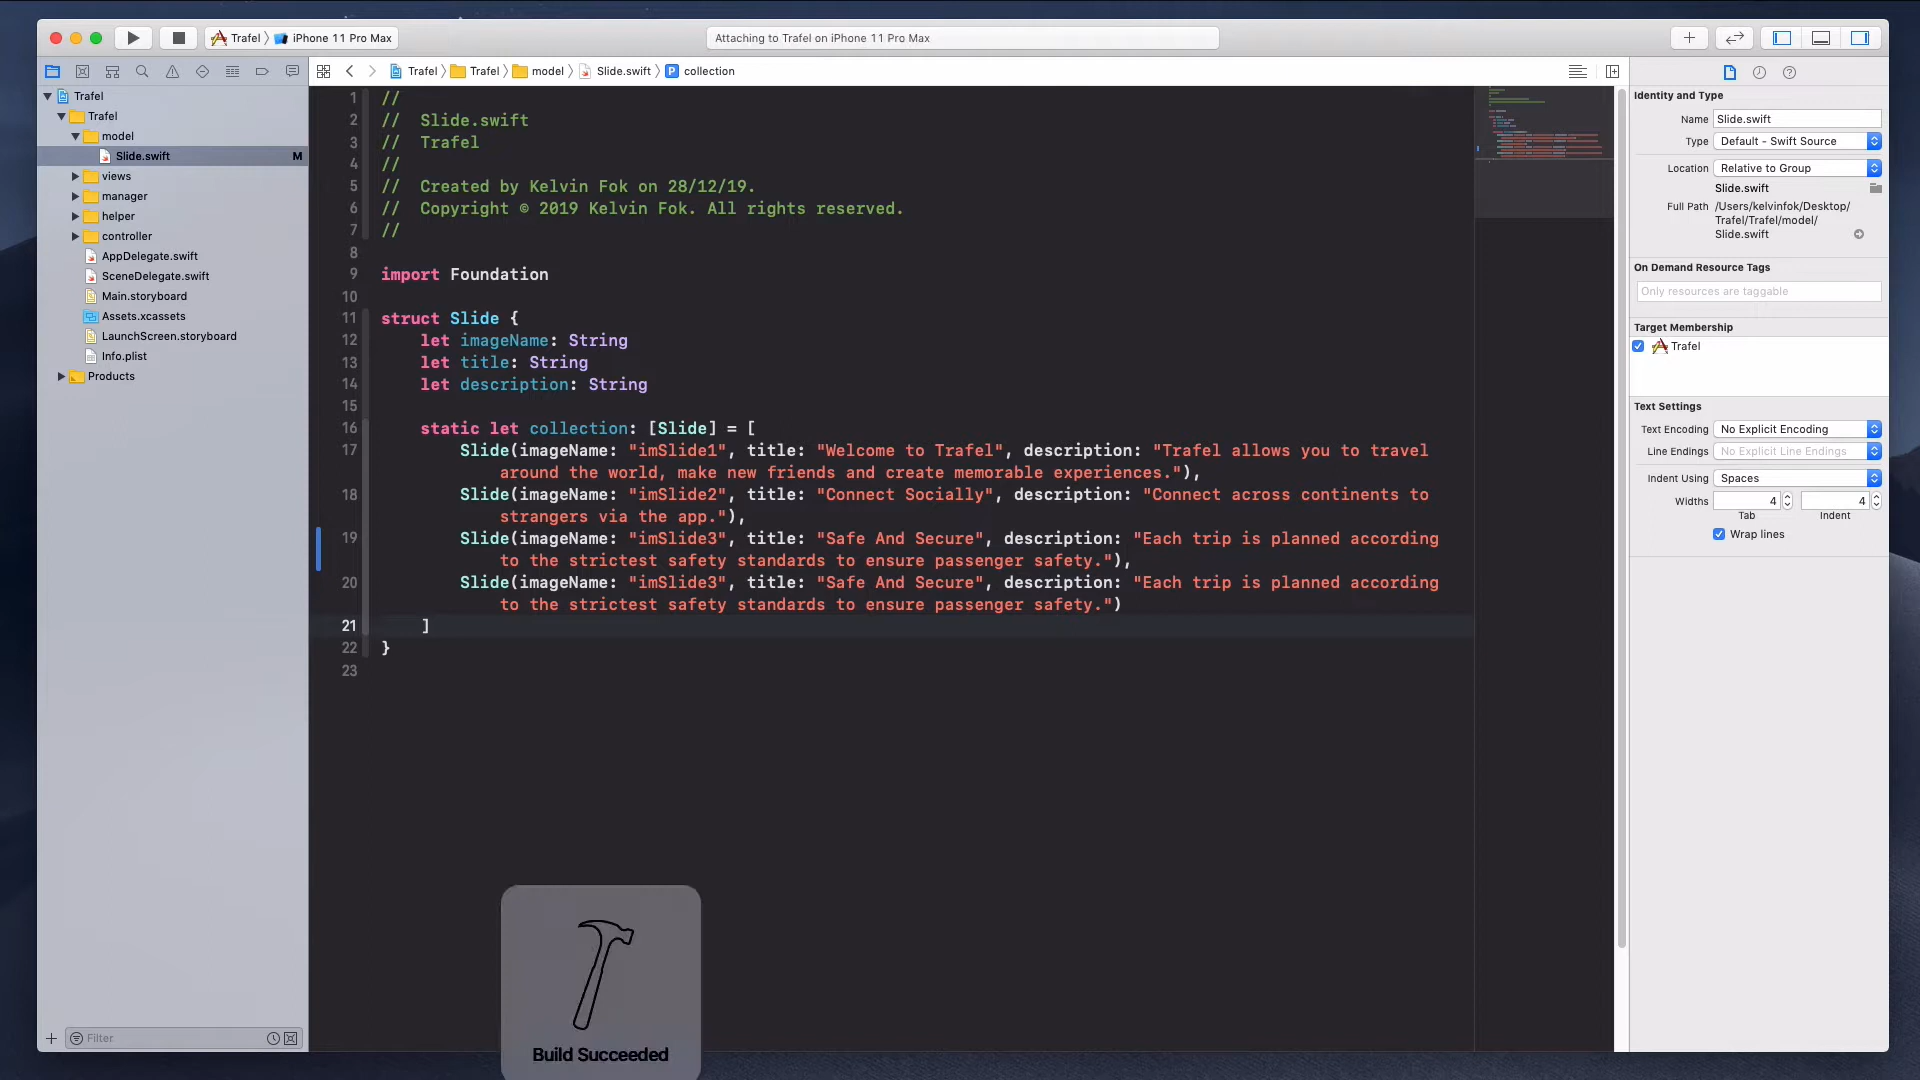 Trafel 〉 iPhone 11 Pro Max
Attaching to Trafel on iPhone 11 Pro Max
Trafel 〉 Trafel 〉 model 〉 Slide.swift 〉 P collection
Trafel
Trafel
model
Slide.swift M
views
manager
helper
controller
AppDelegate.swift
SceneDelegate.swift
Main.storyboard
Assets.xcassets
LaunchScreen.storyboard
Info.plist
Products
Filter
1 //
2 //  Slide.swift
3 //  Trafel
4 //
5 //  Created by Kelvin Fok on 28/12/19.
6 //  Copyright © 2019 Kelvin Fok. All rights reserved.
7 //
8
9 import Foundation
10
11 struct Slide {
12     let imageName: String
13     let title: String
14     let description: String
15
16     static let collection: [Slide] = [
17         Slide(imageName: "imSlide1", title: "Welcome to Trafel", description: "Trafel allows you to travel
around the world, make new friends and create memorable experiences."),
18         Slide(imageName: "imSlide2", title: "Connect Socially", description: "Connect across continents to
strangers via the app."),
19         Slide(imageName: "imSlide3", title: "Safe And Secure", description: "Each trip is planned according
to the strictest safety standards to ensure passenger safety."),
20         Slide(imageName: "imSlide3", title: "Safe And Secure", description: "Each trip is planned according
to the strictest safety standards to ensure passenger safety.")
21     ]
22 }
23
Build Succeeded
Identity and Type
Name Slide.swift
Type Default - Swift Source
Location Relative to Group
Slide.swift
Full Path /Users/kelvinfok/Desktop/
Trafel/Trafel/model/
Slide.swift
On Demand Resource Tags
Only resources are taggable
Target Membership
Trafel
Text Settings
Text Encoding No Explicit Encoding
Line Endings No Explicit Line Endings
Indent Using Spaces
Widths 4 4
Tab Indent
Wrap lines